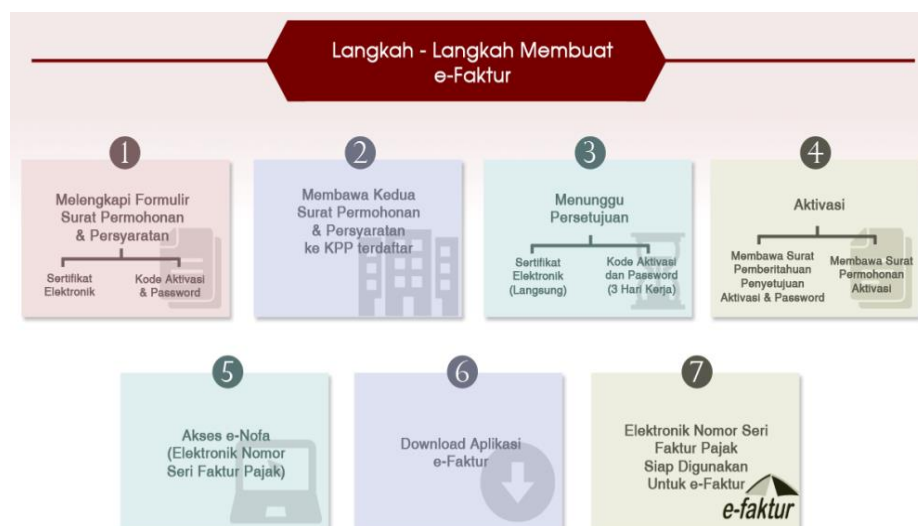 Langkah - Langkah Membuat
e-Faktur
1
Melengkapi Formulir
Surat Permohonan
& Persyaratan
Sertifikat
Elektronik
Kode Aktivasi
& Password
2
Membawa Kedua
Surat Permohonan
& Persyaratan
ke KPP terdaftar
3
Menunggu
Persetujuan
Sertifikat
Elektronik
(Langsung)
Kode Aktivasi
dan Password
(3 Hari Kerja)
4
Aktivasi
Membawa Surat
Pemberitahuan
Penyetujuan
Aktivasi & Password
Membawa Surat
Permohonan
Aktivasi
5
Akses e-Nofa
(Elektronik Nomor
Seri Faktur Pajak)
6
Download Aplikasi
e-Faktur
7
Elektronik Nomor Seri
Faktur Pajak
Siap Digunakan
Untuk e-Faktur
e-faktur